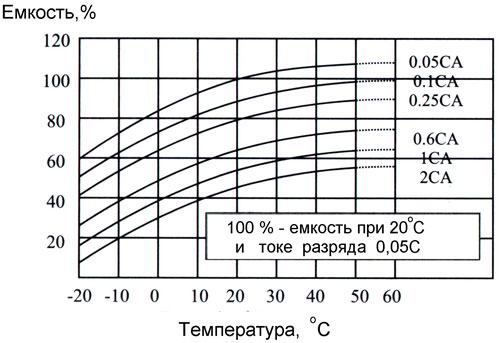 Емкость,%
120
100
80
60
40
20
0.05CA
0.1CA
0.25CA
0.6CA
1CA
2CA
100 % - емкость при 20°C
и токе разряда 0,05C
-20 -10 0 10 20 30 40 50 60
Температура, °C